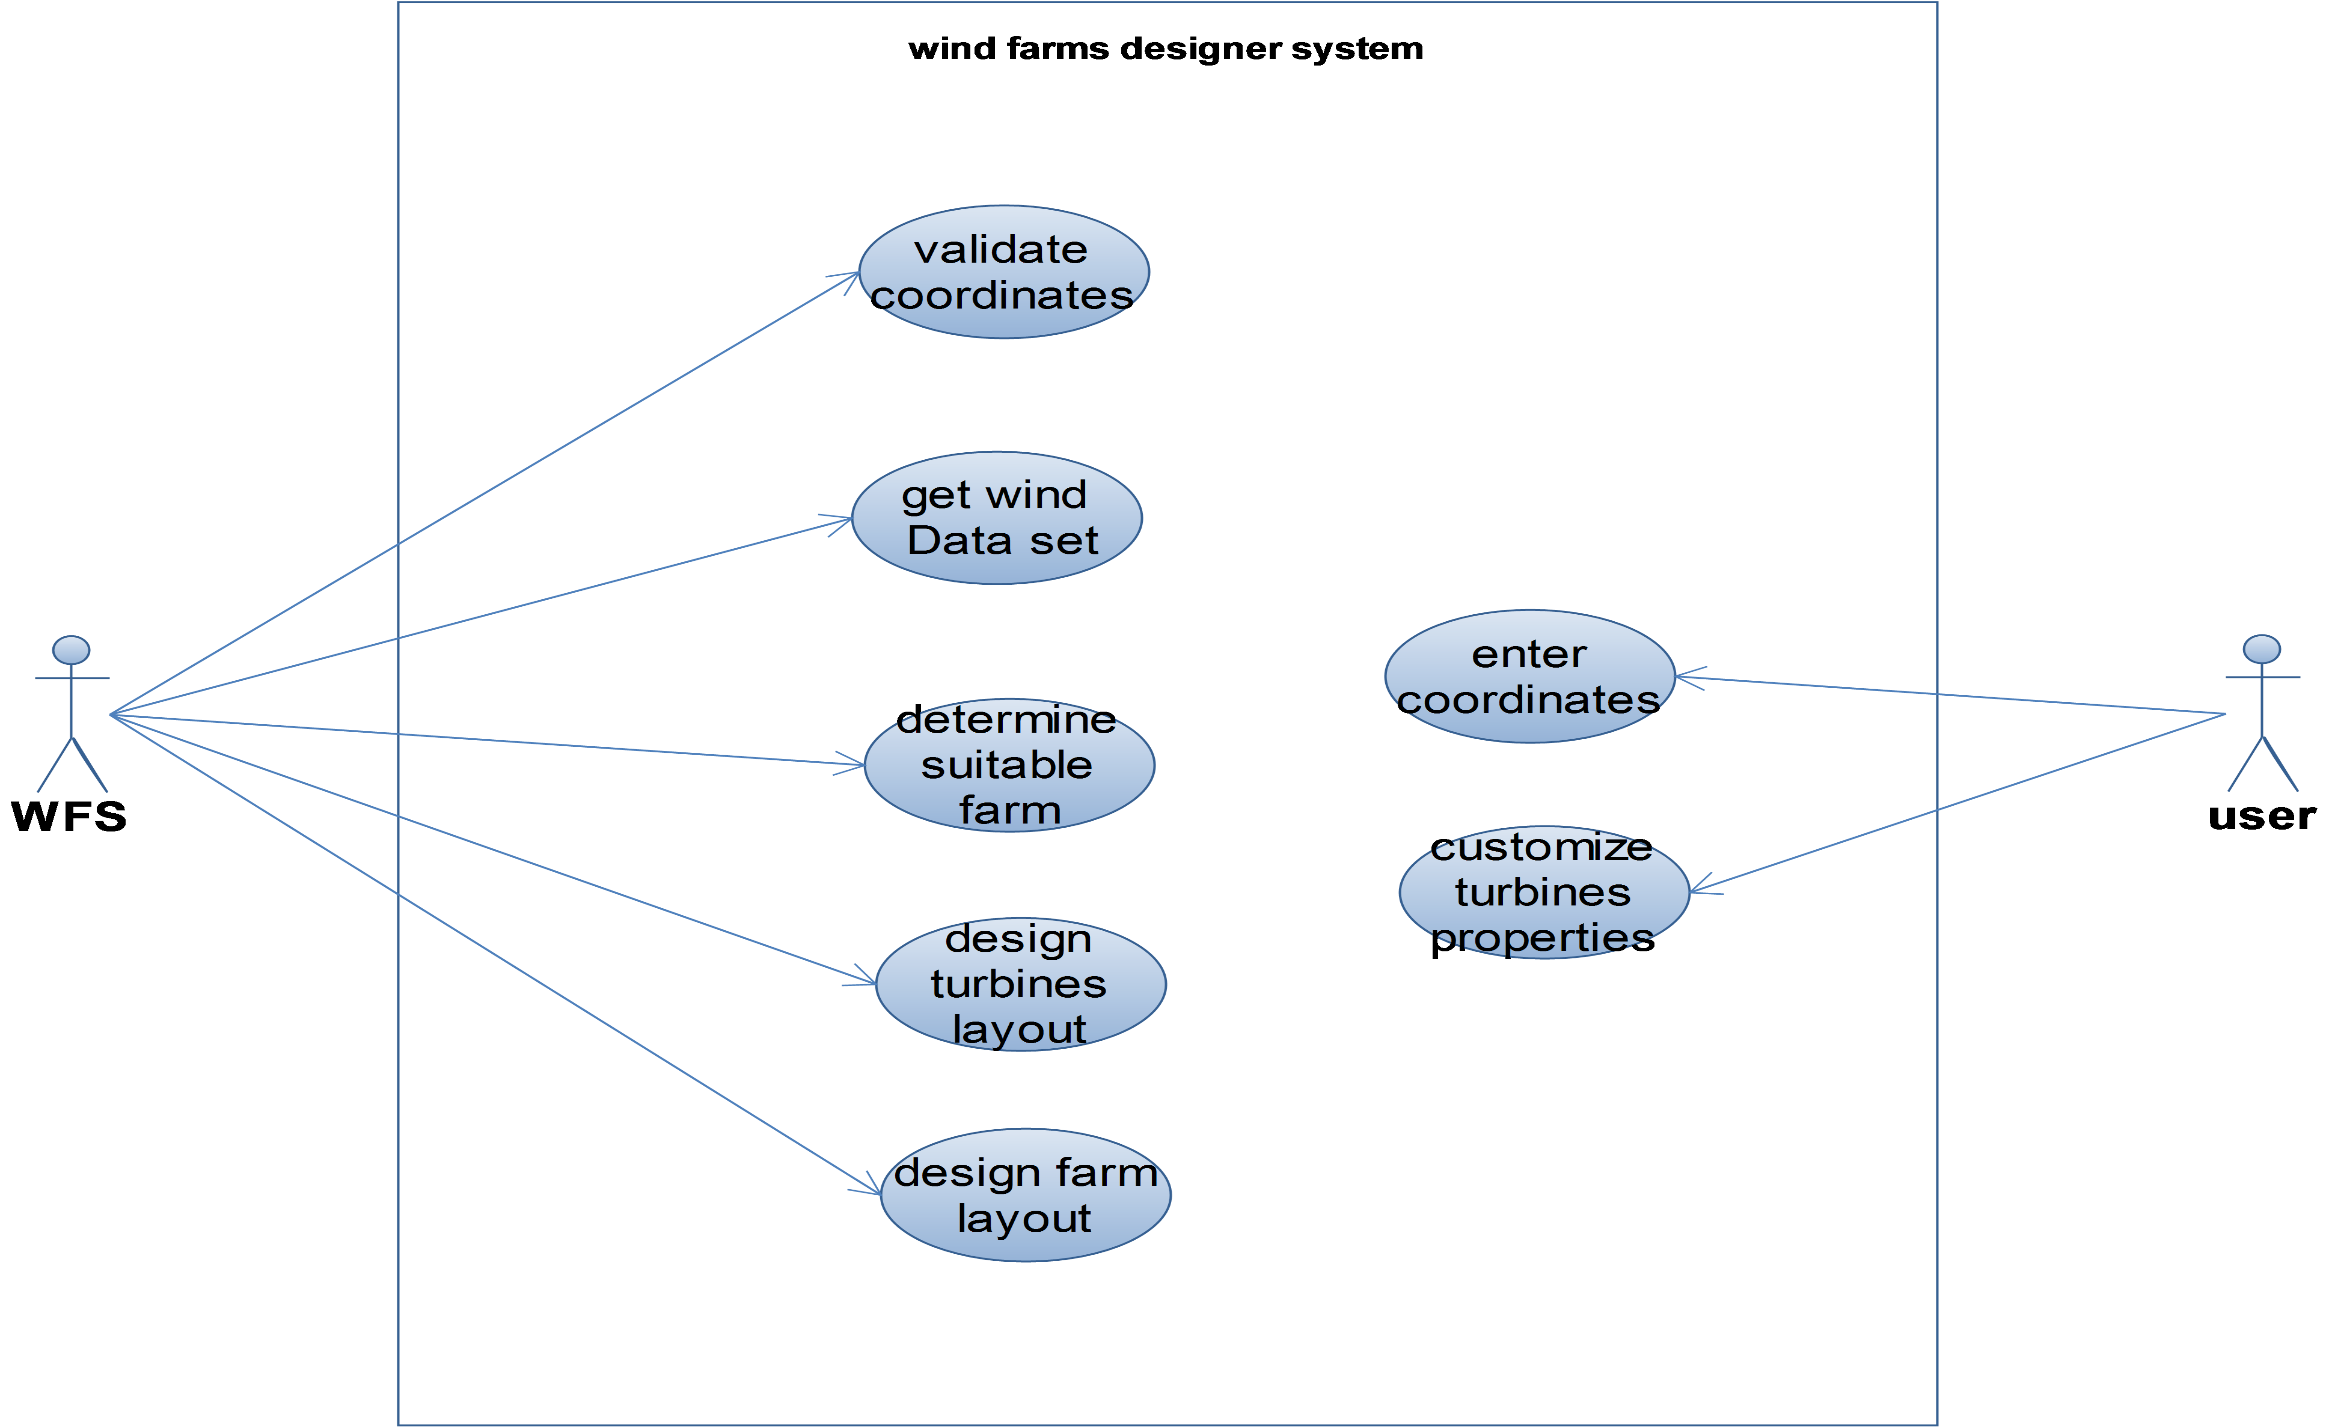 wind farms designer system
validate
coordinates
get wind
Data set
determine
suitable
farm
design
turbines
layout
design farm
layout
enter
coordinates
customize
turbines
properties
WFS
user